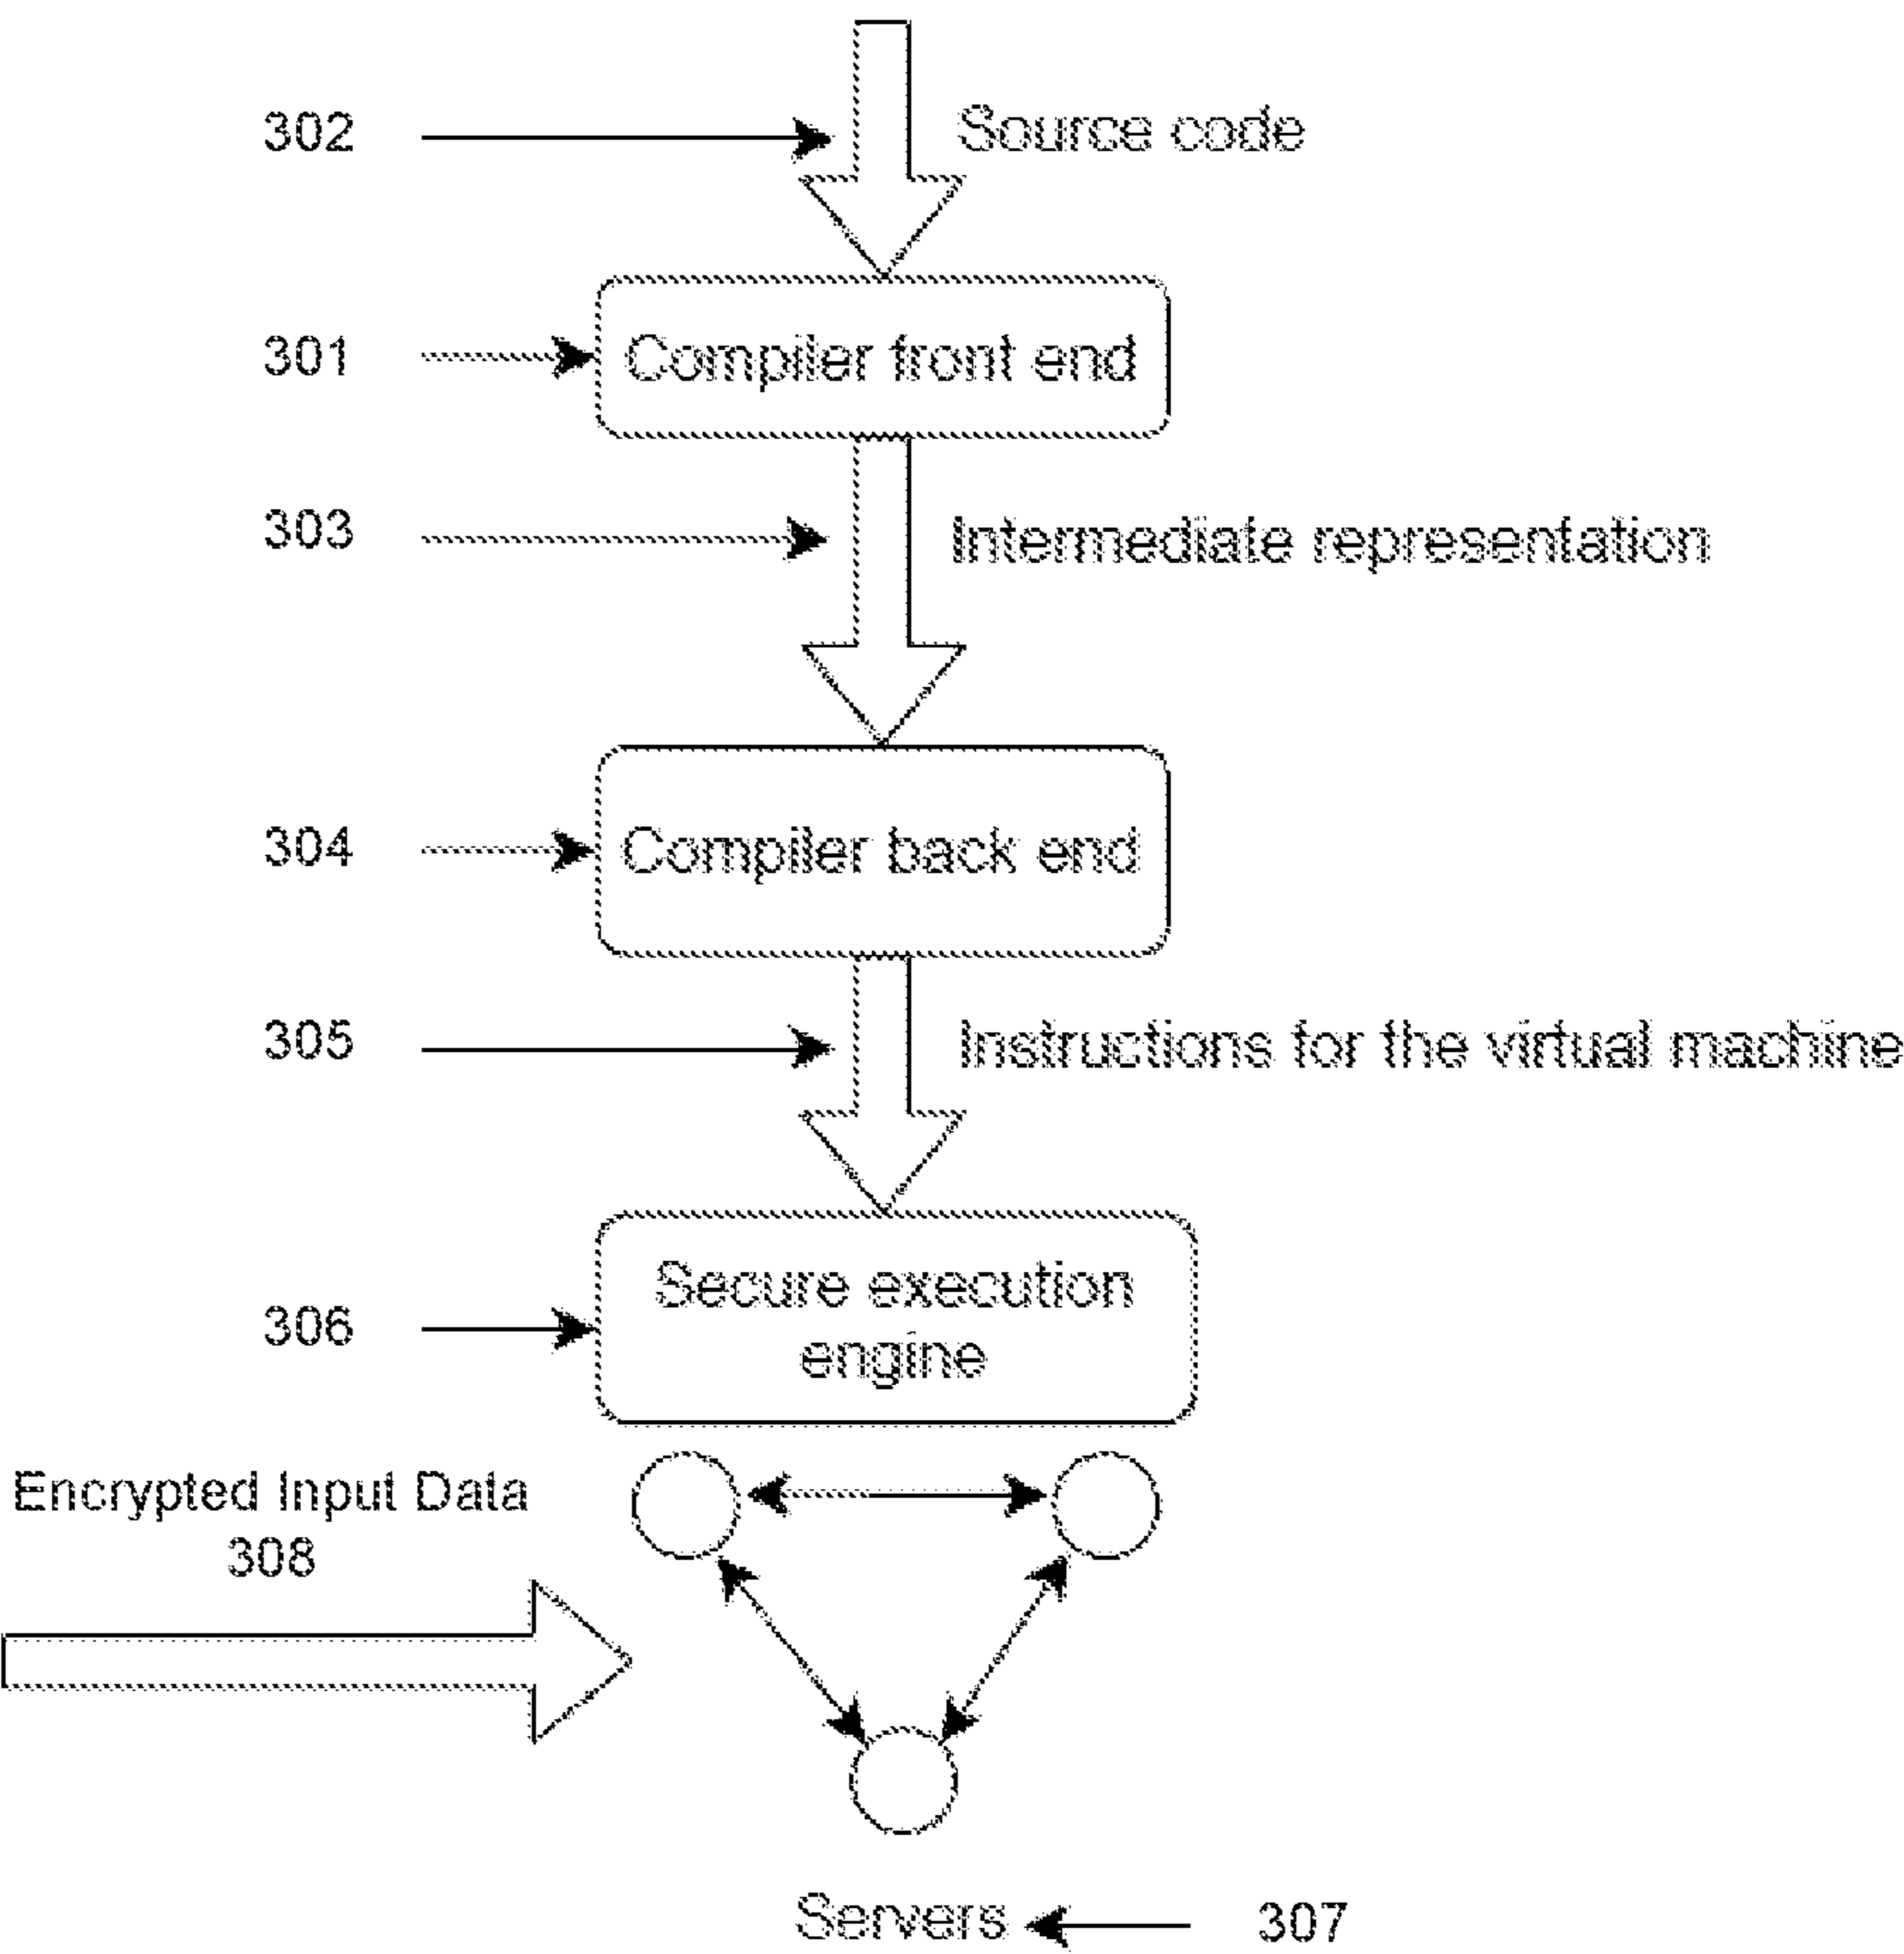 302 Source code
301 Compiler front end
303 Intermediate representation
304 Compiler back end
305 Instructions for the virtual machine
306 Secure execution
engine
Encrypted Input Data
308
Servers 307